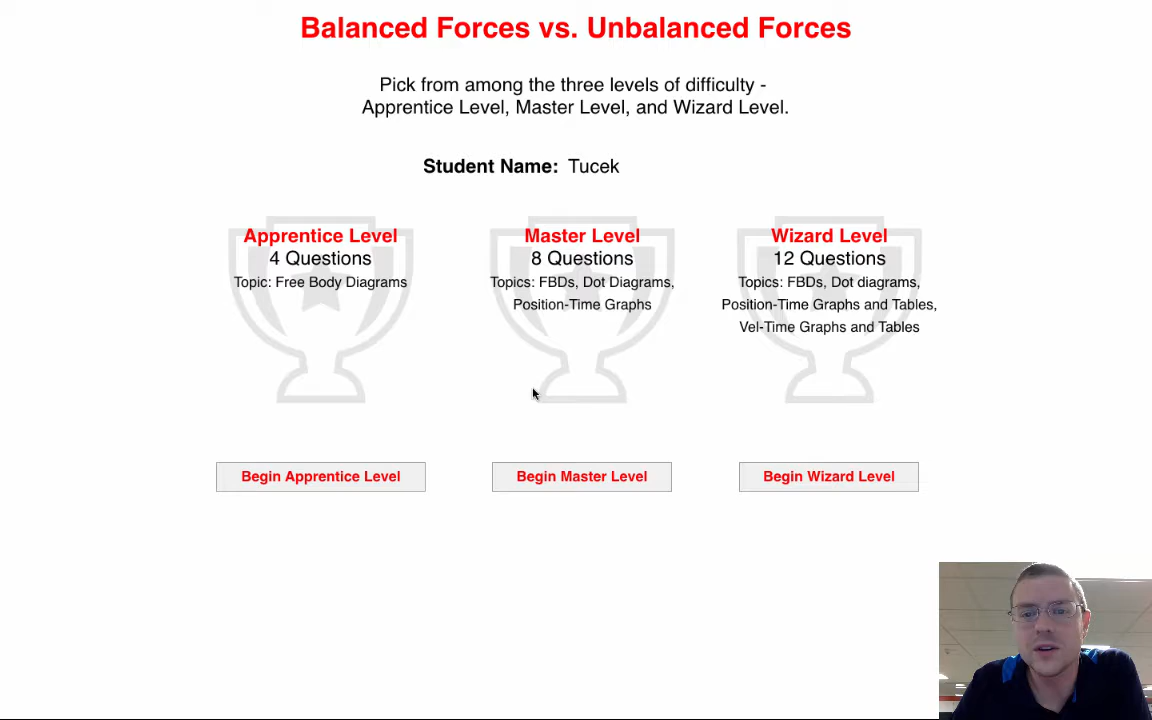 Balanced Forces vs. Unbalanced Forces
Pick from among the three levels of difficulty -
Apprentice Level, Master Level, and Wizard Level.
Student Name: Tucek
Apprentice Level
4 Questions
Topic: Free Body Diagrams
Master Level
8 Questions
Topics: FBDs, Dot Diagrams,
Position-Time Graphs
Wizard Level
12 Questions
Topics: FBDs, Dot diagrams,
Position-Time Graphs and Tables,
Vel-Time Graphs and Tables
Begin Apprentice Level
Begin Master Level
Begin Wizard Level